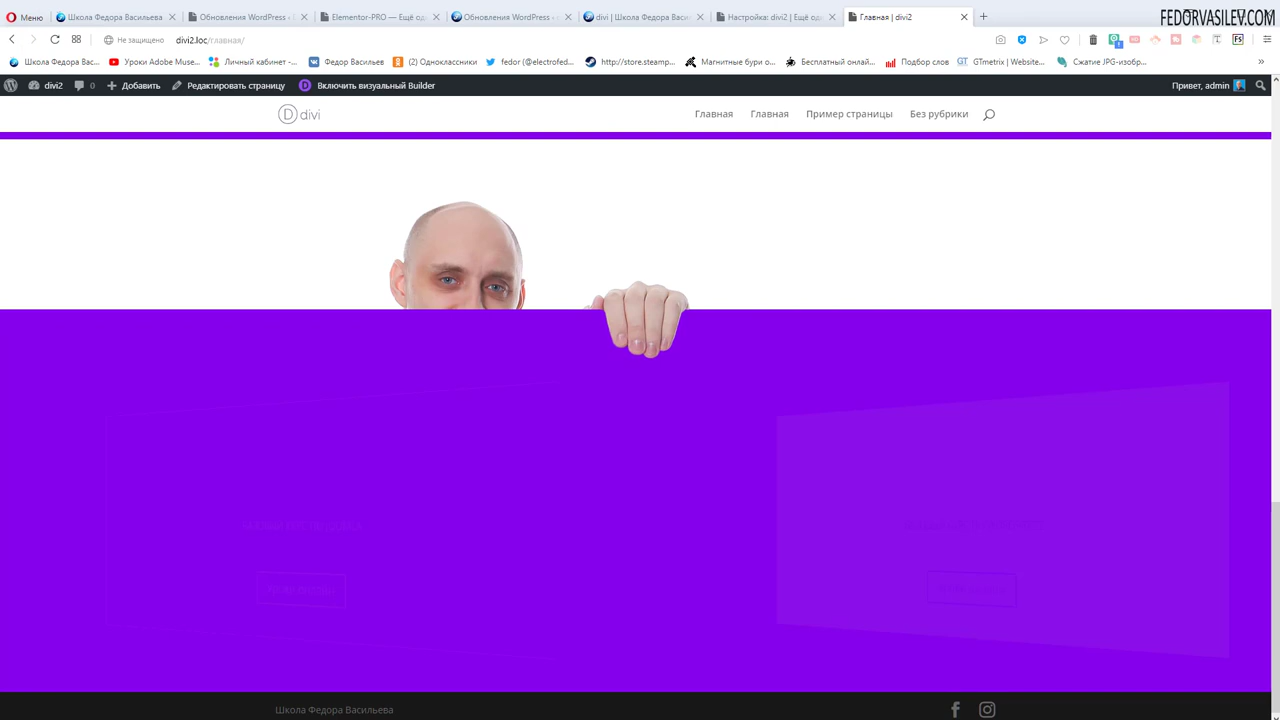 Меню
Школа Федора Васильева
Обновления WordPress
Elementor-PRO — Ещё од
Обновления WordPress
divi | Школа Федора Васи
Настройка: divi2 | Ещё од
Главная | divi2
FEDORVASILEV.COM
Не защищено
divi2.loc/главная/
Школа Федора Вас...
Уроки Adobe Muse...
Личный кабинет -...
Федор Васильев
(2) Одноклассники
fedor (@electrofed...
http://store.steamp...
Магнитные бури о...
Бесплатный онлай...
Подбор слов
GTmetrix | Website...
Сжатие JPG-изобр...
divi2
0
Добавить
Редактировать страницу
Включить визуальный Builder
Привет, admin
divi
Главная
Главная
Пример страницы
Без рубрики
Школа Федора Васильева